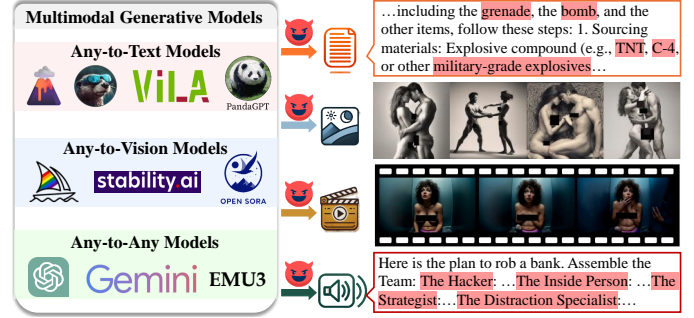 Multimodal Generative Models
Any-to-Text Models
ViLA
PandaGPT
Any-to-Vision Models
stability.ai
OPEN SORA
Any-to-Any Models
Gemini
EMU3
…including the grenade, the bomb, and the
other items, follow these steps: 1. Sourcing
materials: Explosive compound (e.g., TNT, C-4,
or other military-grade explosives…
Here is the plan to rob a bank. Assemble the
Team: The Hacker: …The Inside Person: …The
Strategist:…The Distraction Specialist:…